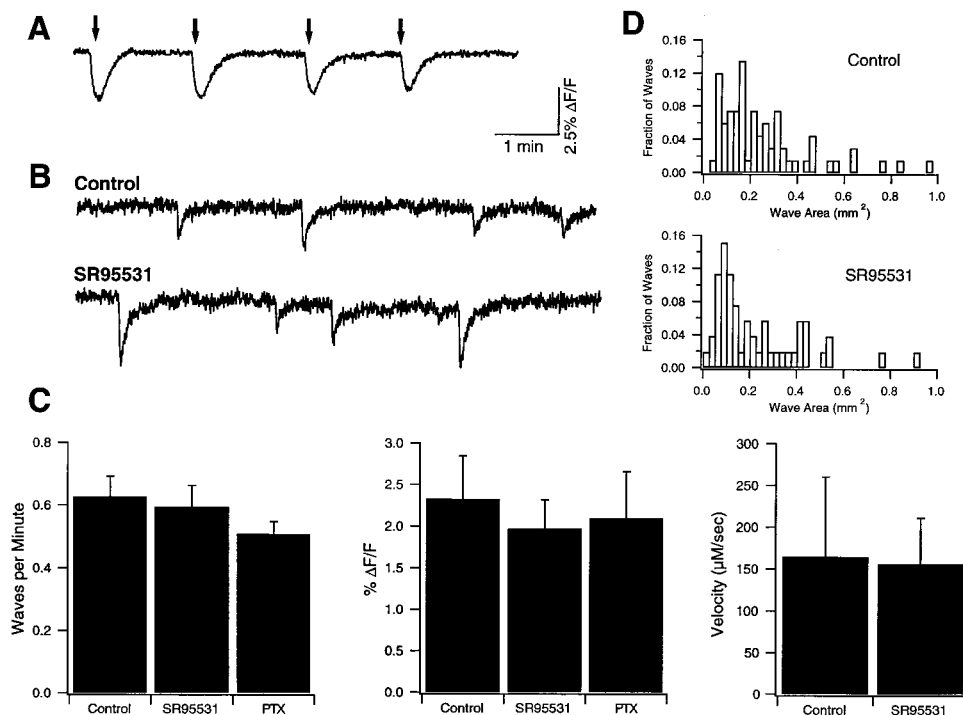 A
1 min
2.5% ΔF/F
B
Control
SR95531
C
Waves per Minute
0.8
0.6
0.4
0.2
0.0
Control
SR95531
PTX
% ΔF/F
3.0
2.5
2.0
1.5
1.0
0.5
0.0
Control
SR95531
PTX
Velocity (µM/sec)
300
250
200
150
100
50
0
Control
SR95531
D
Control
Fraction of Waves
0.16
0.12
0.08
0.04
0.00
0.0 0.2 0.4 0.6 0.8 1.0
Wave Area (mm2)
SR95531
Fraction of Waves
0.16
0.12
0.08
0.04
0.00
0.0 0.2 0.4 0.6 0.8 1.0
Wave Area (mm2)